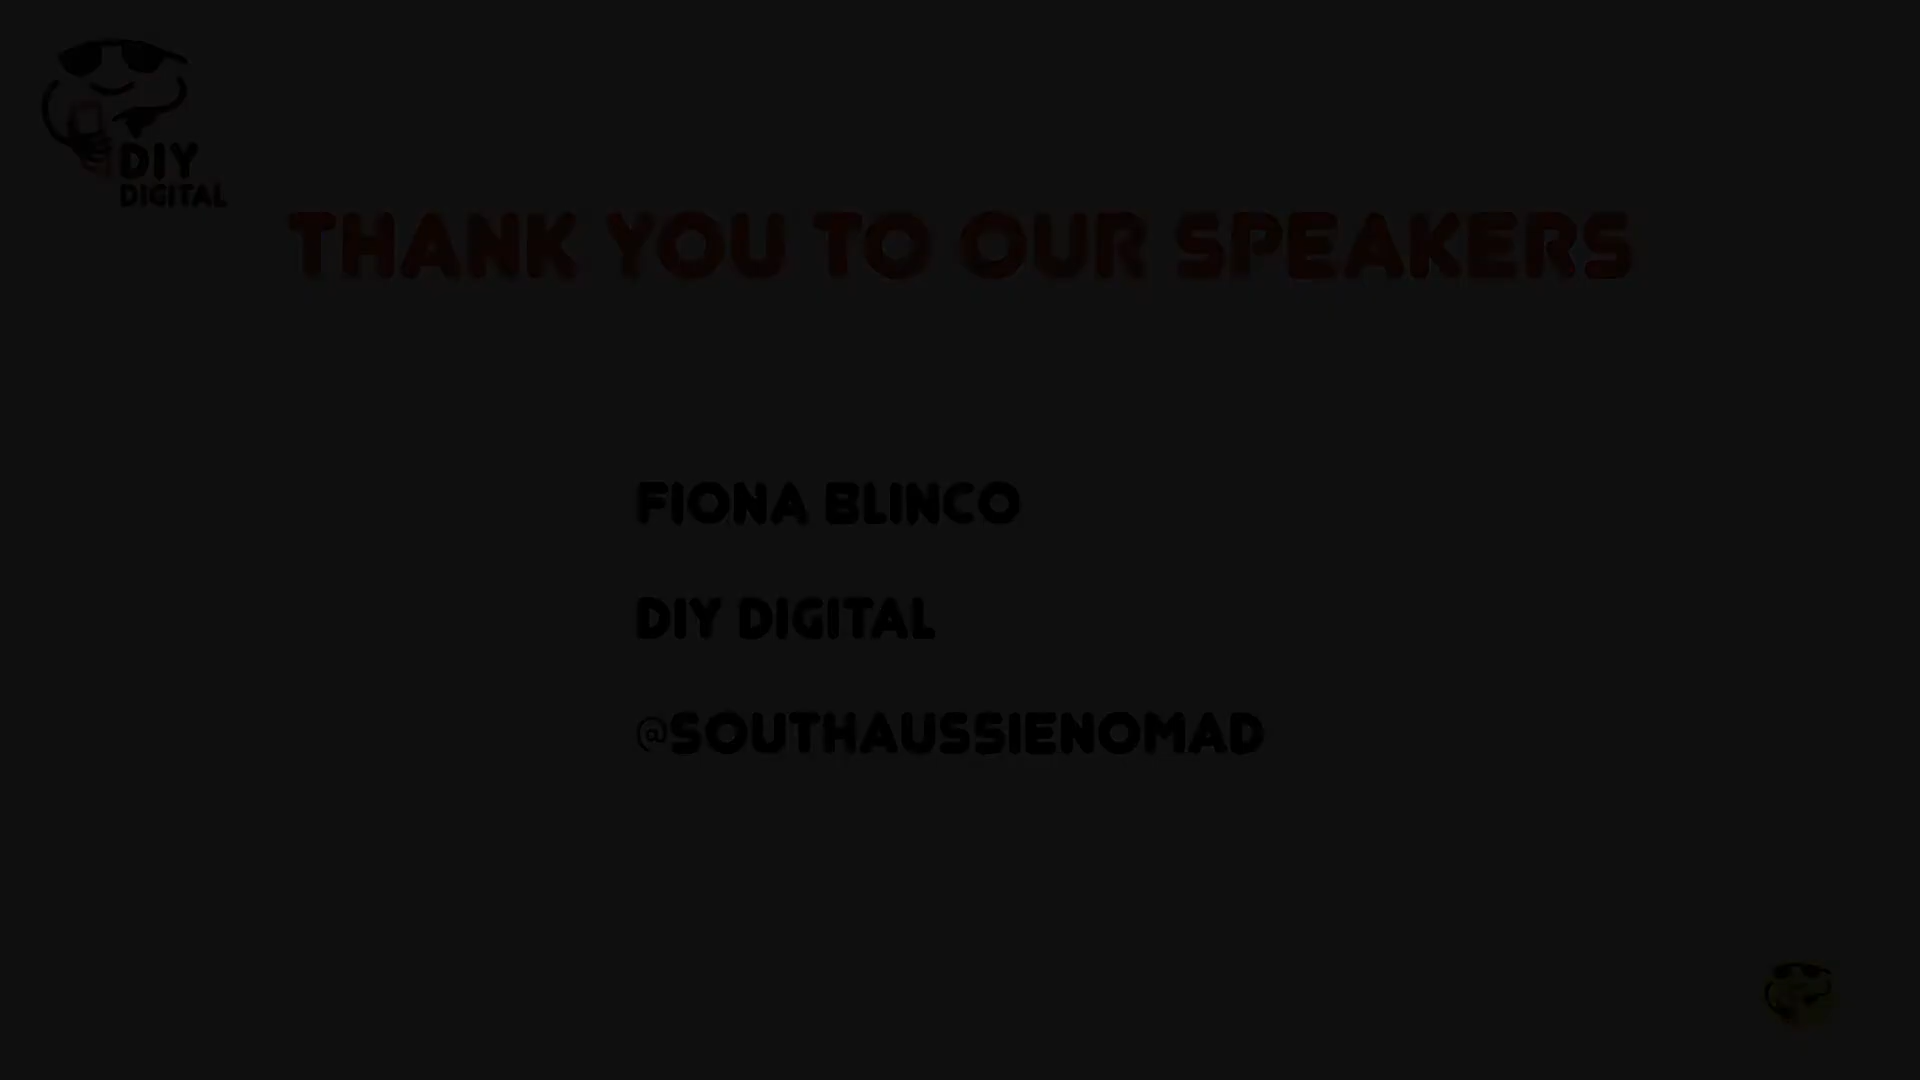 DIY
DIGITAL
THANK YOU TO OUR SPEAKERS
FIONA BLINCO
DIY DIGITAL
@SOUTHAUSSIENOMAD